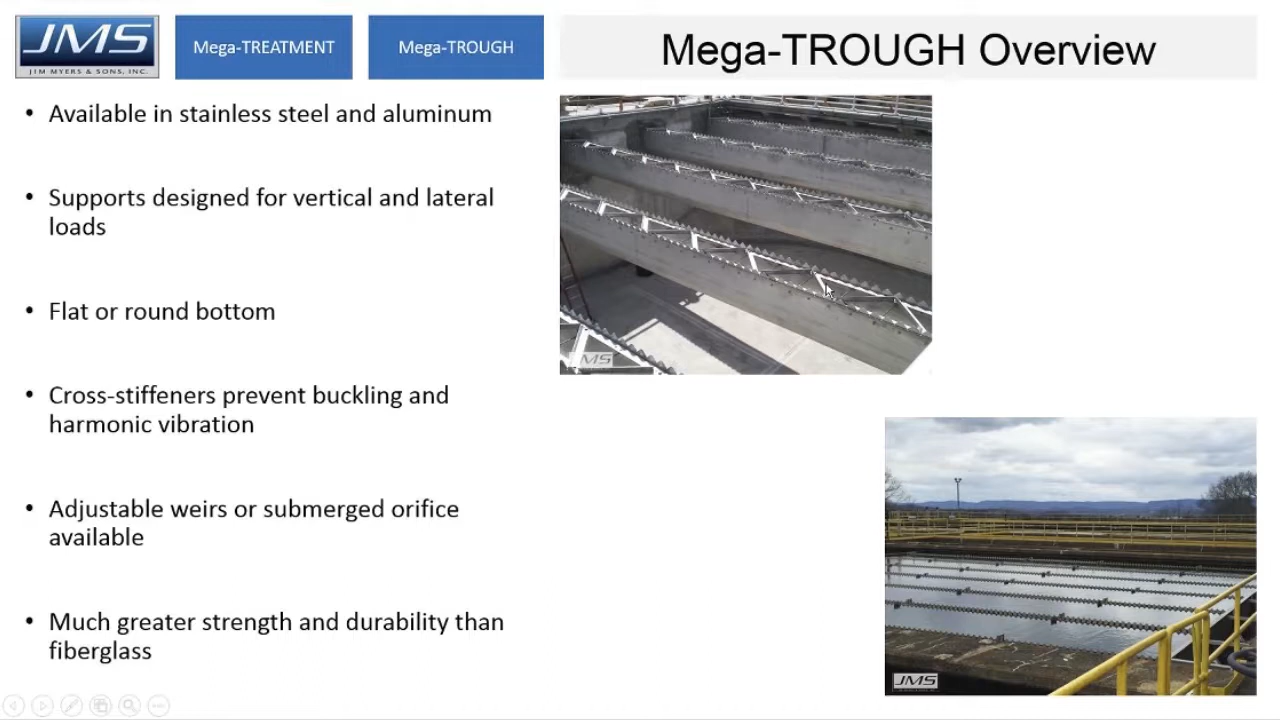 JMS
JIM MYERS & SONS, INC.
Mega-TREATMENT
Mega-TROUGH
Mega-TROUGH Overview
• Available in stainless steel and aluminum
• Supports designed for vertical and lateral
loads
• Flat or round bottom
• Cross-stiffeners prevent buckling and
harmonic vibration
• Adjustable weirs or submerged orifice
available
• Much greater strength and durability than
fiberglass
JMS
JMS